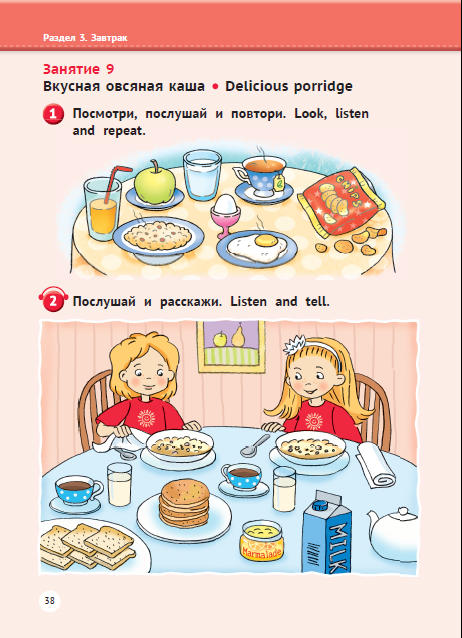 Раздел 3. Завтрак
Занятие 9
Вкусная овсяная каша • Delicious porridge
1 Посмотри, послушай и повтори. Look, listen
and repeat.
CHIPS
2 Послушай и расскажи. Listen and tell.
Marmalade
MILK
38